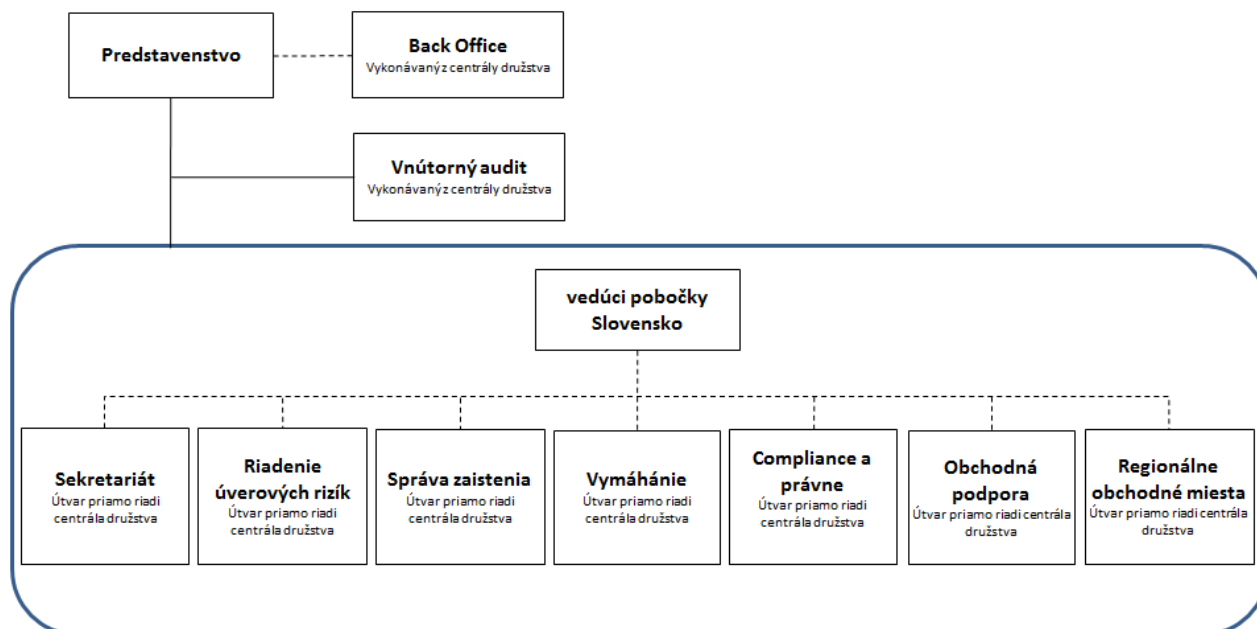 Predstavenstvo
Back Office
Vykonávaný z centrály družstva
Vnútorný audit
Vykonávaný z centrály družstva
vedúci pobočky
Slovensko
Sekretariát
Útvar priamo riadi
centrála družstva
Riadenie
úverových rizík
Útvar priamo riadi
centrála družstva
Správa zaistenia
Útvar priamo riadi
centrála družstva
Vymáhánie
Útvar priamo riadi
centrála družstva
Compliance a
právne
Útvar priamo riadi
centrála družstva
Obchodná
podpora
Útvar priamo riadi centrála
družstva
Regionálne
obchodné miesta
Útvar priamo riadi centrála
družstva